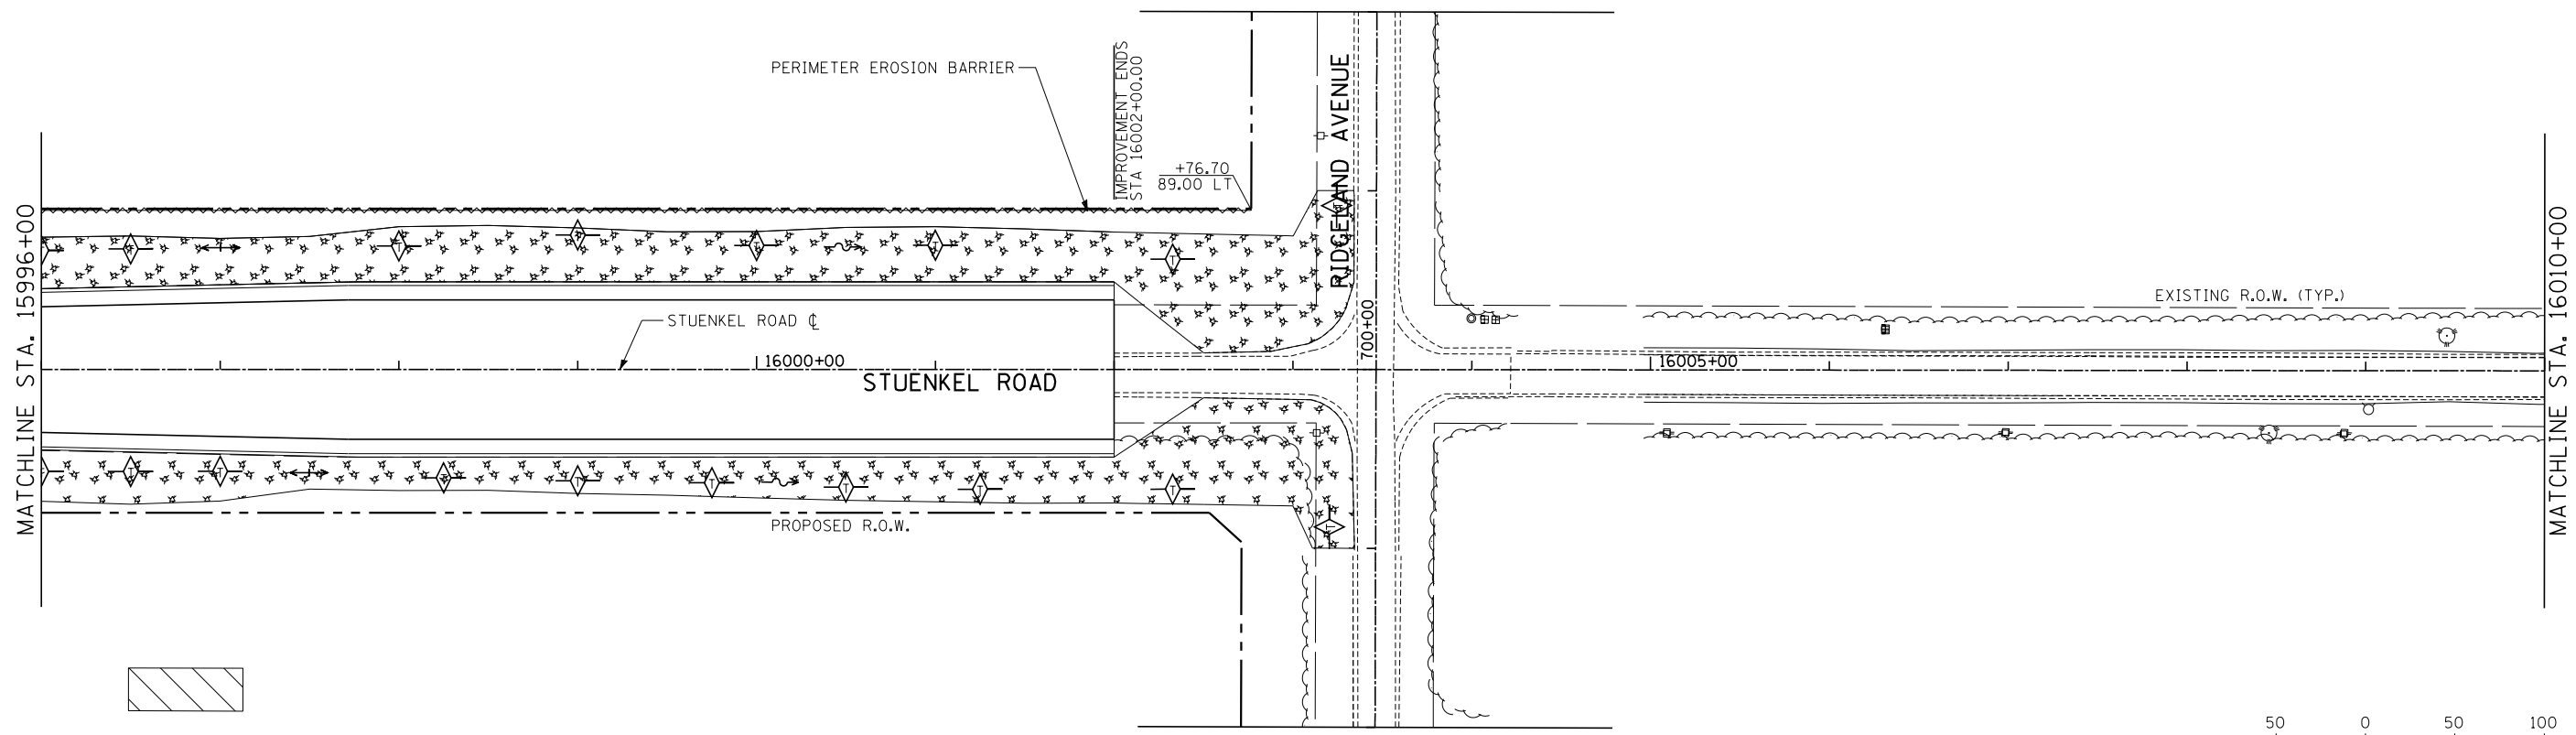 PERIMETER EROSION BARRIER
IMPROVEMENT ENDS
STA 16002+00.00
+76.70
89.00 LT
RIDGELAND AVENUE
MATCHLINE STA. 15996+00
MATCHLINE STA. 16010+00
T
T
T
T
T
T
T
EXISTING R.O.W. (TYP.)
STUENKEL ROAD ℄
700+00
16000+00
16005+00
STUENKEL ROAD
T
T
T
T
T
T
T
T
T
PROPOSED R.O.W.
50 0 50 100